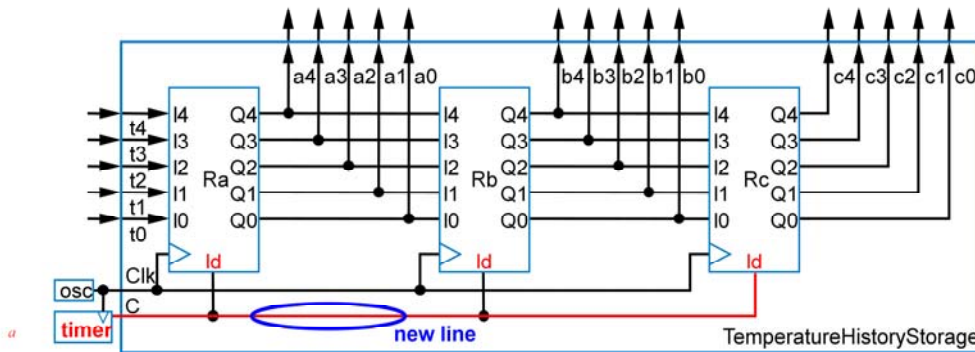 a4 a3 a2 a1 a0 b4 b3 b2 b1 b0 c4 c3 c2 c1 c0
I4 Q4 I4 Q4 I4 Q4
t4
I3 Q3 I3 Q3 I3 Q3
t3
I2 Ra Q2 I2 Rb Q2 I2 Rc Q2
t2
I1 Q1 I1 Q1 I1 Q1
t1
I0 Q0 I0 Q0 I0 Q0
t0
ld ld ld
Clk
osc
C
a timer
new line
TemperatureHistoryStorage